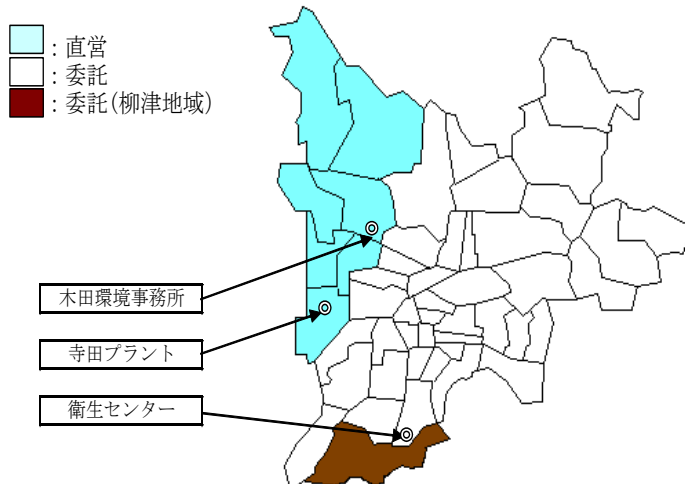 ：直営
：委託
：委託(柳津地域)
木田環境事務所
寺田プラント
衛生センター